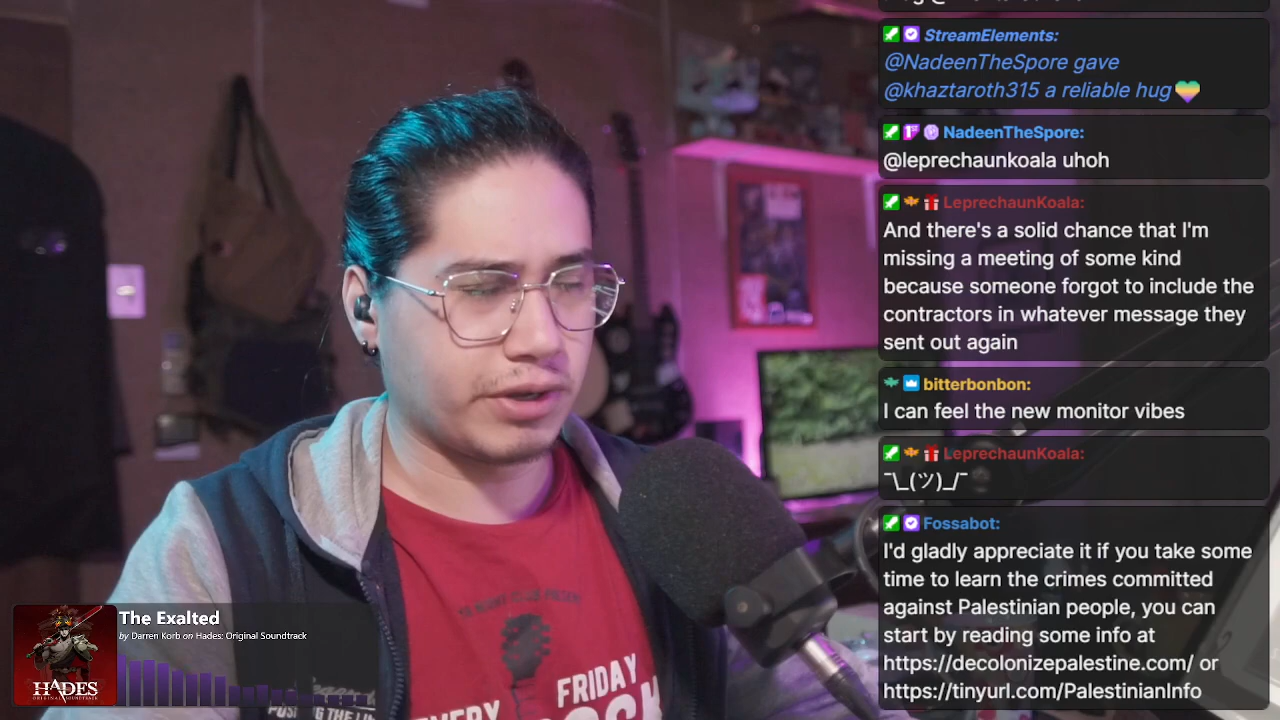 StreamElements:
@NadeenTheSpore gave
@khaztaroth315 a reliable hug
NadeenTheSpore:
@leprechaunkoala uhoh
LeprechaunKoala:
And there's a solid chance that I'm
missing a meeting of some kind
because someone forgot to include the
contractors in whatever message they
sent out again
bitterbonbon:
I can feel the new monitor vibes
LeprechaunKoala:
¯\_(ツ)_/¯
Fossabot:
I'd gladly appreciate it if you take some
time to learn the crimes committed
against Palestinian people, you can
start by reading some info at
https://decolonizepalestine.com/ or
https://tinyurl.com/PalestinianInfo
The Exalted
by Darren Korb on Hades: Original Soundtrack
HADES
ORIGINAL SOUNDTRACK
FRIDAY
EVERY